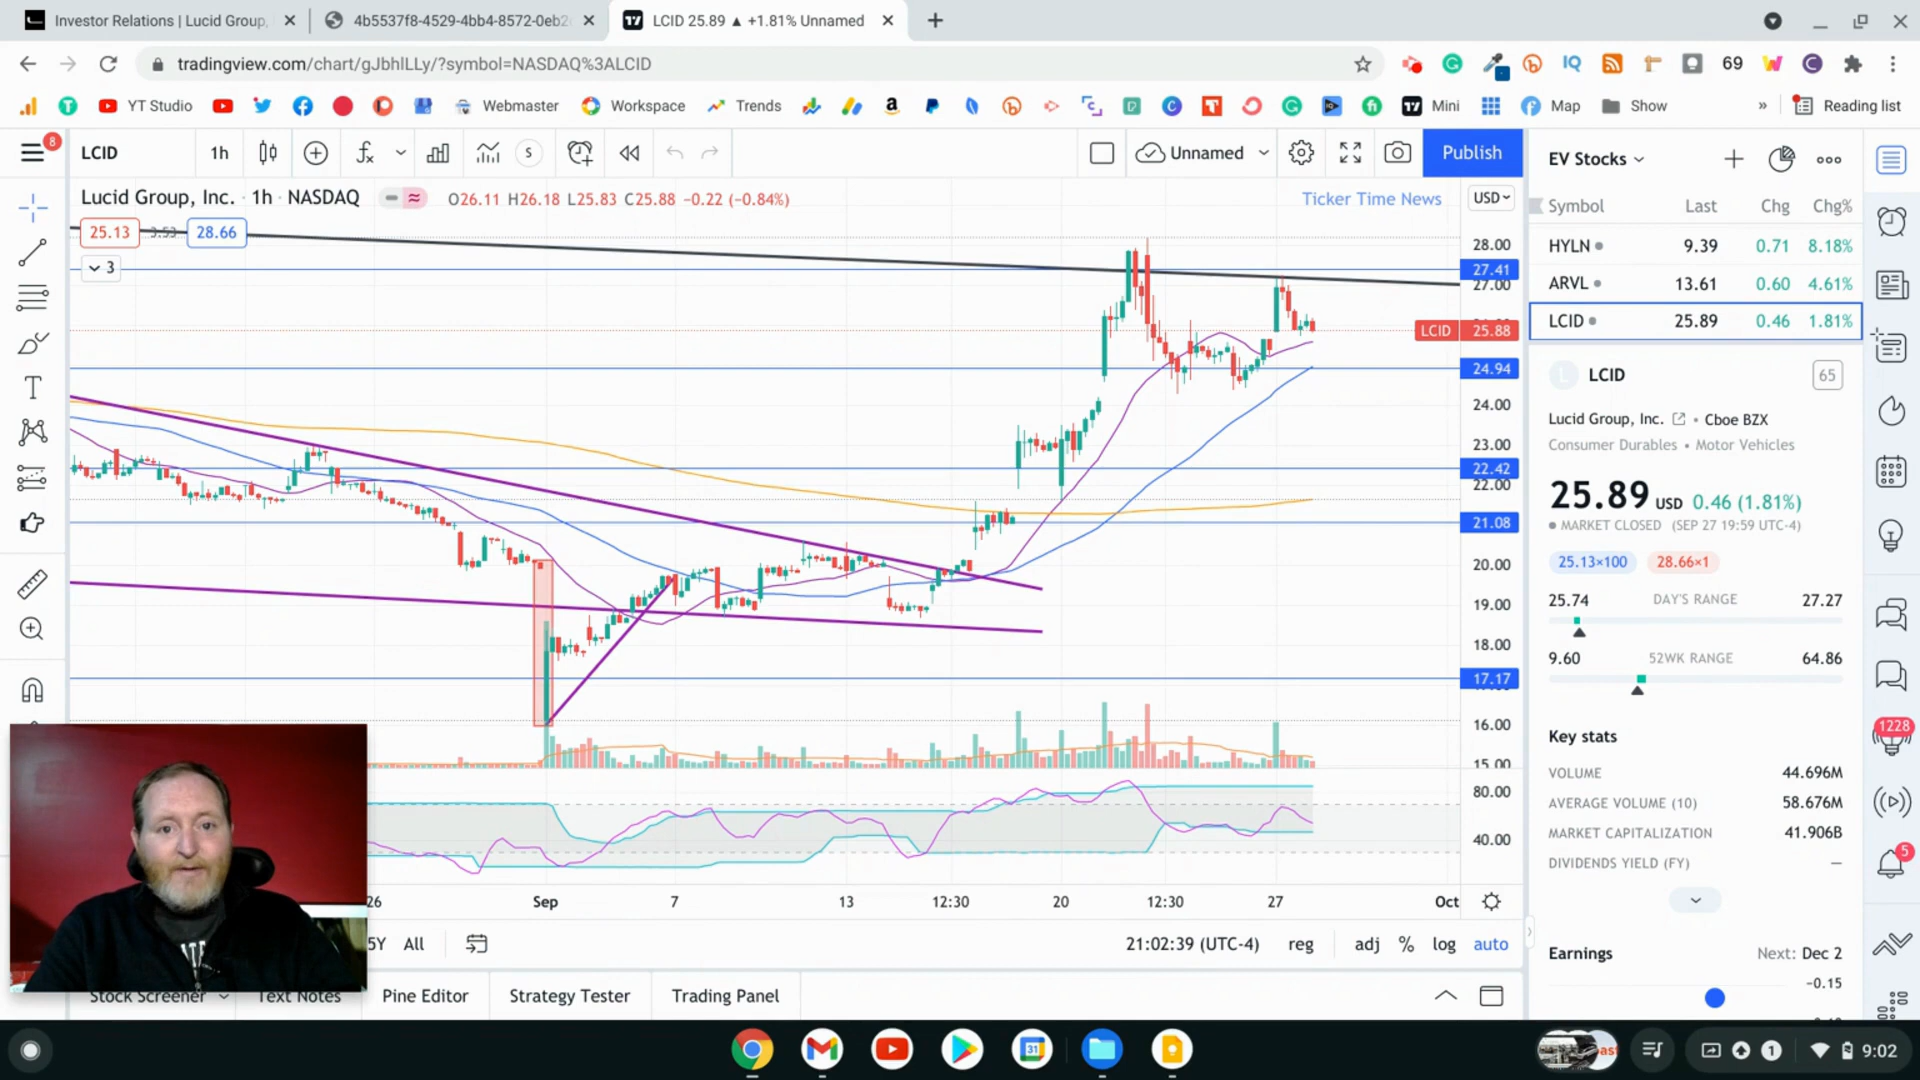 Investor Relations | Lucid Group,
4b5537f8-4529-4bb4-8572-0eb2
LCID 25.89 ▲ +1.81% Unnamed
tradingview.com/chart/gJbhlLLy/?symbol=NASDAQ%3ALCID
IQ
69
YT Studio
Webmaster
Workspace
Trends
Mini
Map
Show
»
Reading list
8
LCID
1h
S
Unnamed
Publish
Lucid Group, Inc. · 1h · NASDAQ
O26.11 H26.18 L25.83 C25.88 −0.22 (−0.84%)
Ticker Time News
USD
25.13
3.53
28.66
3
28.00
27.41
27.00
LCID 25.88
24.94
24.00
23.00
22.42
22.00
21.08
20.00
19.00
18.00
17.17
16.00
15.00
80.00
40.00
26
Sep
7
13
12:30
20
12:30
27
Oct
5Y
All
21:02:39 (UTC-4)
reg
adj
%
log
auto
Stock Screener
Text Notes
Pine Editor
Strategy Tester
Trading Panel
EV Stocks
Symbol Last Chg Chg%
HYLN 9.39 0.71 8.18%
ARVL 13.61 0.60 4.61%
LCID 25.89 0.46 1.81%
L
LCID
65
Lucid Group, Inc. • Cboe BZX
Consumer Durables • Motor Vehicles
25.89 USD 0.46 (1.81%)
MARKET CLOSED (SEP 27 19:59 UTC-4)
25.13×100
28.66×1
25.74 DAY'S RANGE 27.27
9.60 52WK RANGE 64.86
Key stats
VOLUME 44.696M
AVERAGE VOLUME (10) 58.676M
MARKET CAPITALIZATION 41.906B
DIVIDENDS YIELD (FY) —
Earnings Next: Dec 2
−0.15
1228
5
31
1
9:02